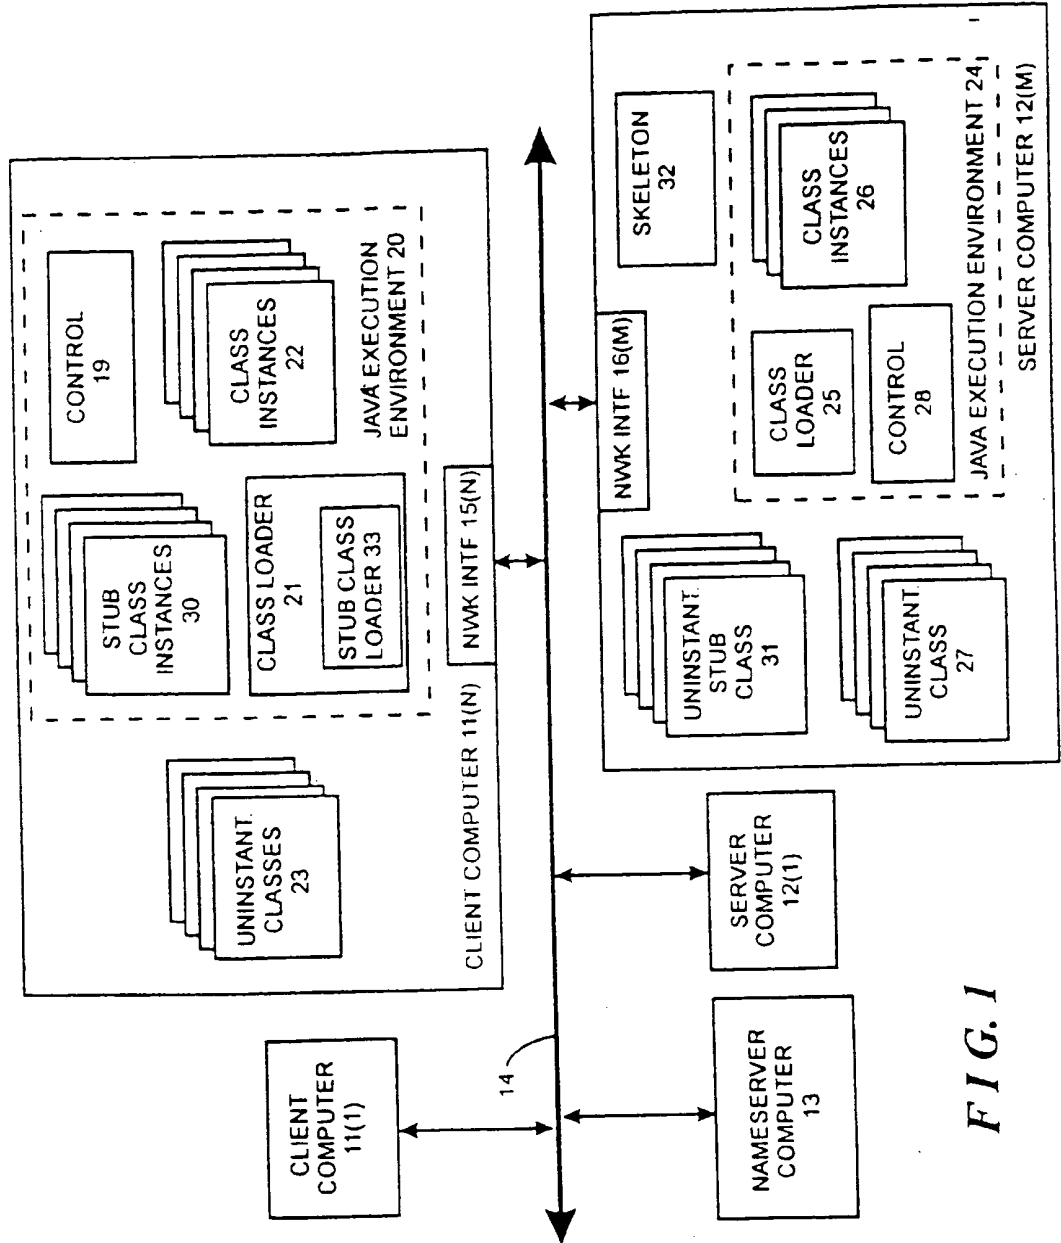 CLIENT
COMPUTER
11(1)
UNINSTANT.
CLASSES
23
STUB
CLASS
INSTANCES
30
CONTROL
19
CLASS LOADER
21
STUB CLASS
LOADER 33
CLASS
INSTANCES
22
JAVA EXECUTION
ENVIRONMENT 20
CLIENT COMPUTER 11(N)
NWK INTF 15(N)
14
NAMESERVER
COMPUTER
13
SERVER
COMPUTER
12(1)
NWK INTF 16(M)
SKELETON
32
UNINSTANT.
STUB
CLASS
31
CLASS
LOADER
25
CLASS
INSTANCES
26
UNINSTANT.
CLASS
27
CONTROL
28
JAVA EXECUTION ENVIRONMENT 24
SERVER COMPUTER 12(M)
FIG. 1